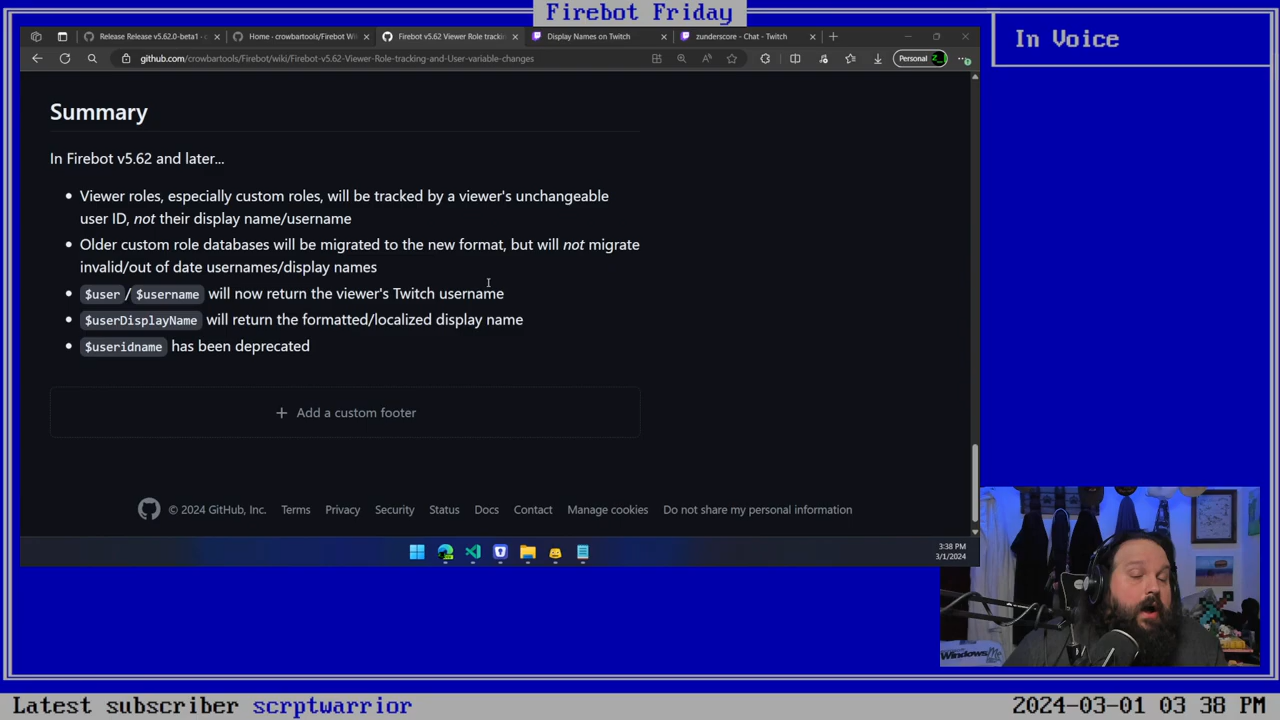 Firebot Friday
Release Release v5.62.0-beta1 · c
Home · crowbartools/Firebot Wi
Firebot v5.62 Viewer Role trackin
Display Names on Twitch
zunderscore - Chat - Twitch
In Voice
github.com/crowbartools/Firebot/wiki/Firebot-v5.62-Viewer-Role-tracking-and-User-variable-changes
Personal
Summary
In Firebot v5.62 and later...
Viewer roles, especially custom roles, will be tracked by a viewer's unchangeable
user ID, not their display name/username
Older custom role databases will be migrated to the new format, but will not migrate
invalid/out of date usernames/display names
$user / $username will now return the viewer's Twitch username
$userDisplayName will return the formatted/localized display name
$useridname has been deprecated
+ Add a custom footer
© 2024 GitHub, Inc. Terms Privacy Security Status Docs Contact Manage cookies Do not share my personal information
3:38 PM
3/1/2024
Windows Me
Latest subscriber scrptwarrior
2024-03-01 03 38 PM